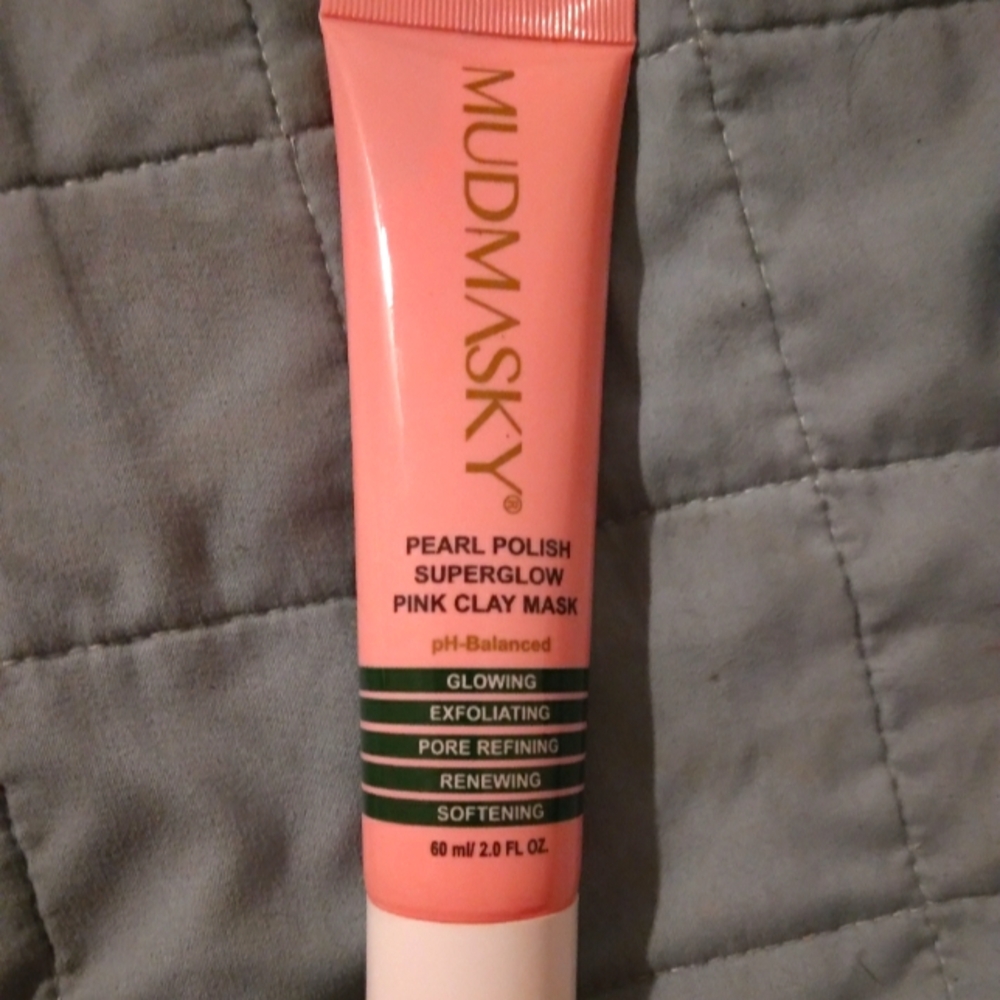 MUDMASKY®
PEARL POLISH
SUPERGLOW
PINK CLAY MASK
pH-Balanced
GLOWING
EXFOLIATING
PORE REFINING
RENEWING
SOFTENING
60 ml/ 2.0 FL OZ.